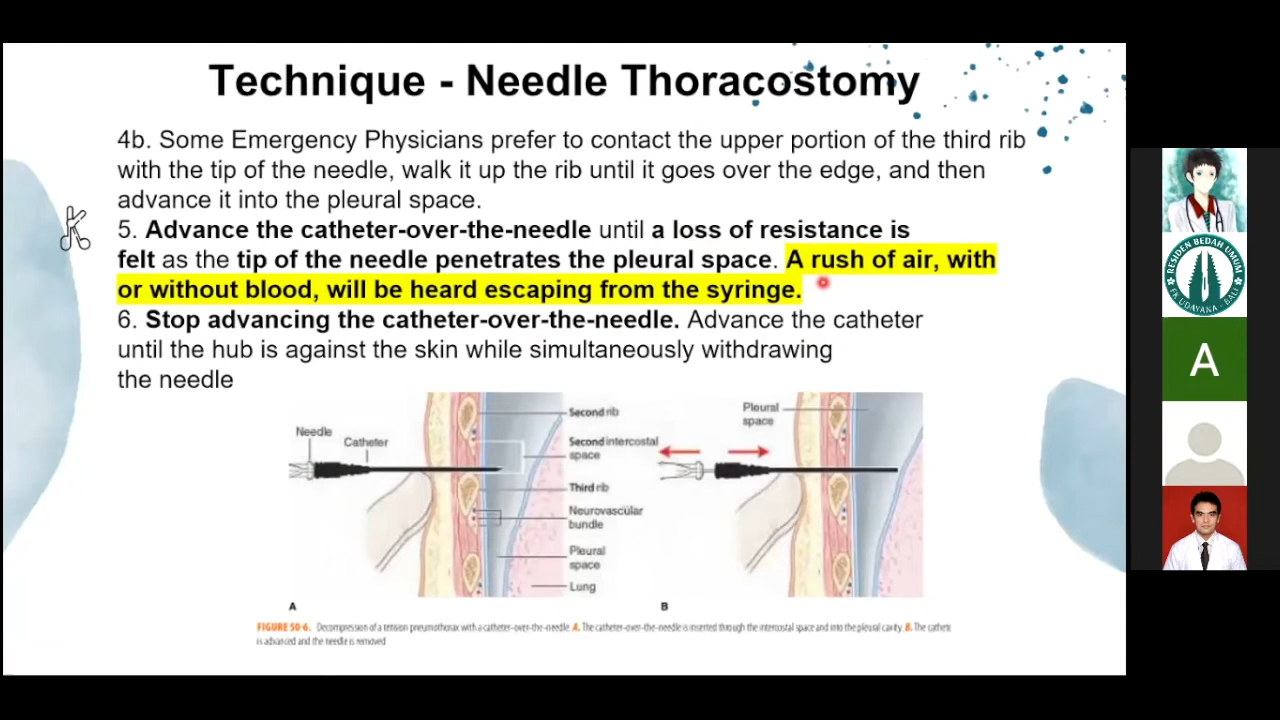 Technique - Needle Thoracostomy
4b. Some Emergency Physicians prefer to contact the upper portion of the third rib
with the tip of the needle, walk it up the rib until it goes over the edge, and then
advance it into the pleural space.
5. Advance the catheter-over-the-needle until a loss of resistance is
felt as the tip of the needle penetrates the pleural space. A rush of air, with
or without blood, will be heard escaping from the syringe.
6. Stop advancing the catheter-over-the-needle. Advance the catheter
until the hub is against the skin while simultaneously withdrawing
the needle
Needle
Catheter
Second rib
Second intercostal
space
Third rib
Neurovascular
bundle
Pleural
space
Lung
A
Pleural
space
B
FIGURE 50-6. Decompression of a tension pneumothorax with a catheter-over-the-needle. A. The catheter-over-the-needle is inserted through the intercostal space and into the pleural cavity. B. The cathete
is advanced and the needle is removed
RESIDEN BEDAH UMUM
FK UDAYANA - BALI
A